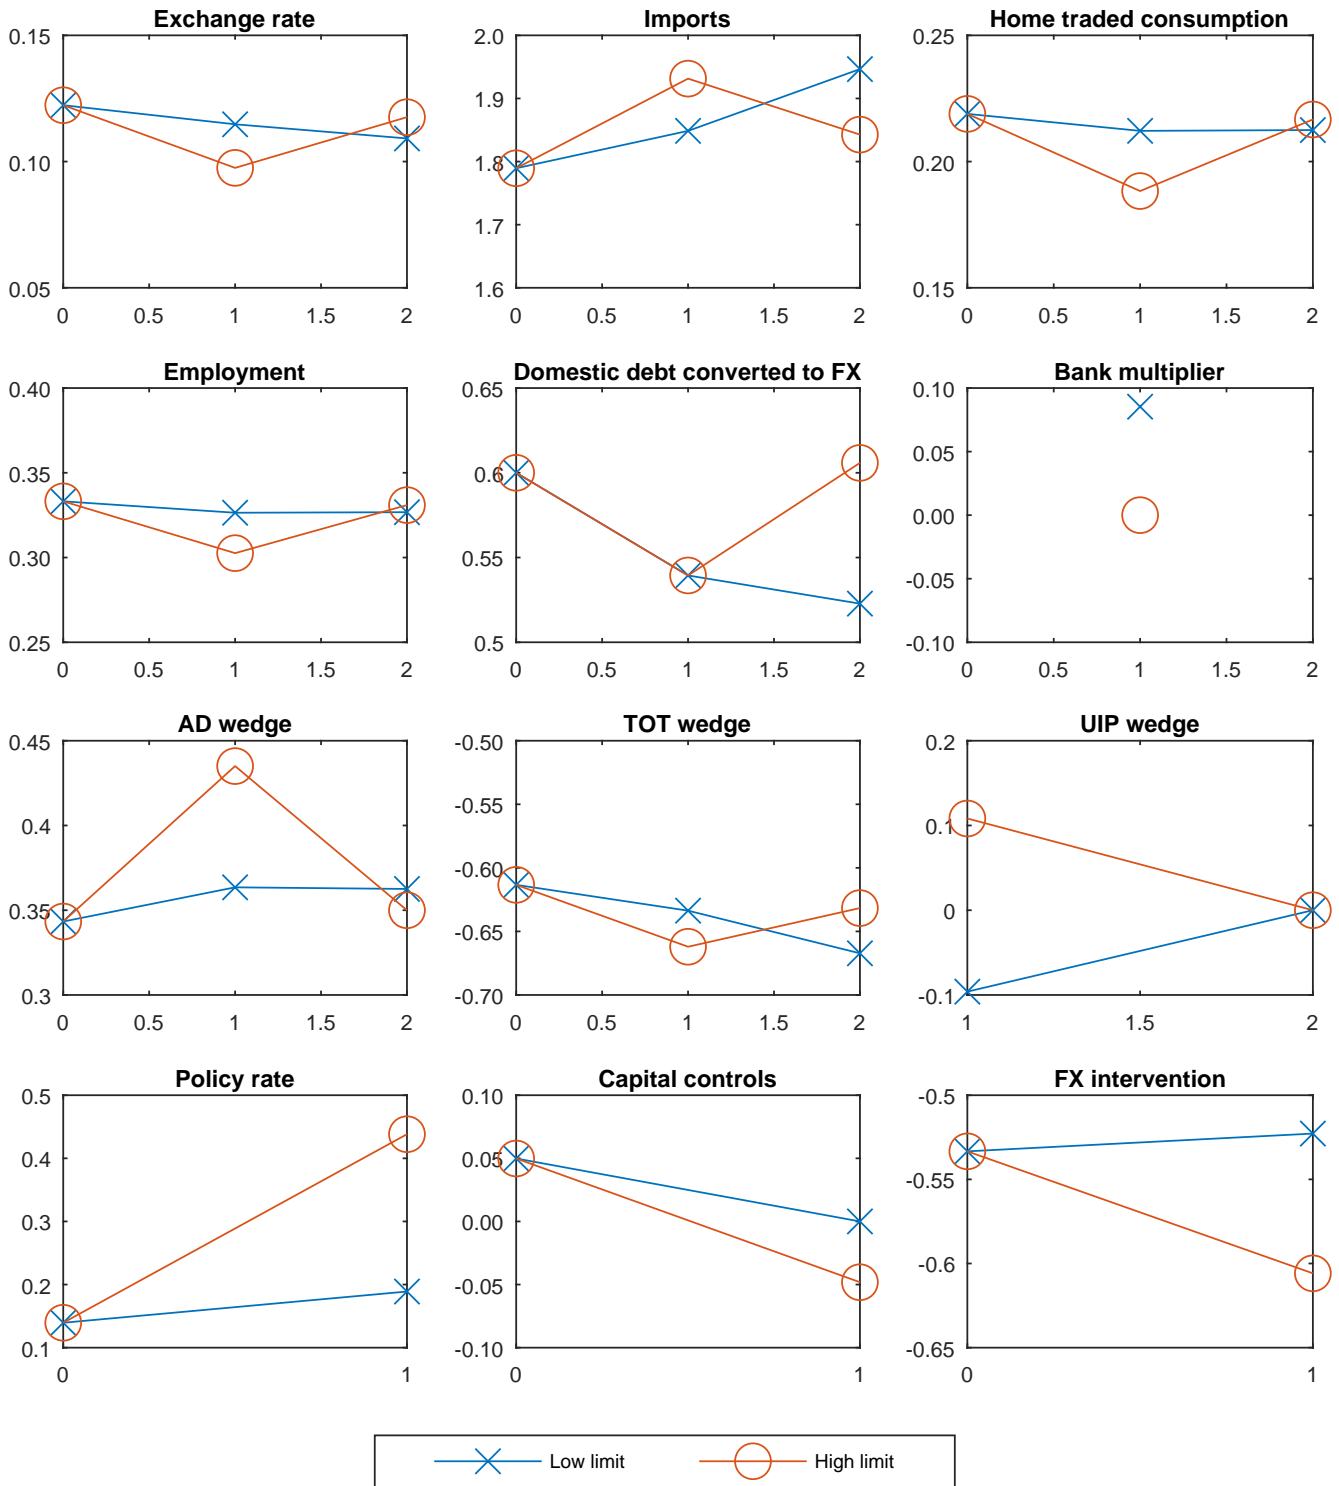 Exchange rate
Imports
Home traded consumption
0.15
0.10
0.05
0 0.5 1 1.5 2
2.0
1.9
1.8
1.7
1.6
0 0.5 1 1.5 2
0.25
0.20
0.15
0 0.5 1 1.5 2
Employment
Domestic debt converted to FX
Bank multiplier
0.40
0.35
0.30
0.25
0 0.5 1 1.5 2
0.65
0.6
0.55
0.5
0 0.5 1 1.5 2
0.10
0.05
0.00
-0.05
-0.10
0 0.5 1 1.5 2
AD wedge
TOT wedge
UIP wedge
0.45
0.4
0.35
0.3
0 0.5 1 1.5 2
-0.50
-0.55
-0.60
-0.65
-0.70
0 0.5 1 1.5 2
0.2
0.1
0
-0.1
1 1.5 2
Policy rate
Capital controls
FX intervention
0.5
0.4
0.3
0.2
0.1
0 1
0.10
0.05
0.00
-0.05
-0.10
0 1
-0.5
-0.55
-0.6
-0.65
0 1
Low limit
High limit